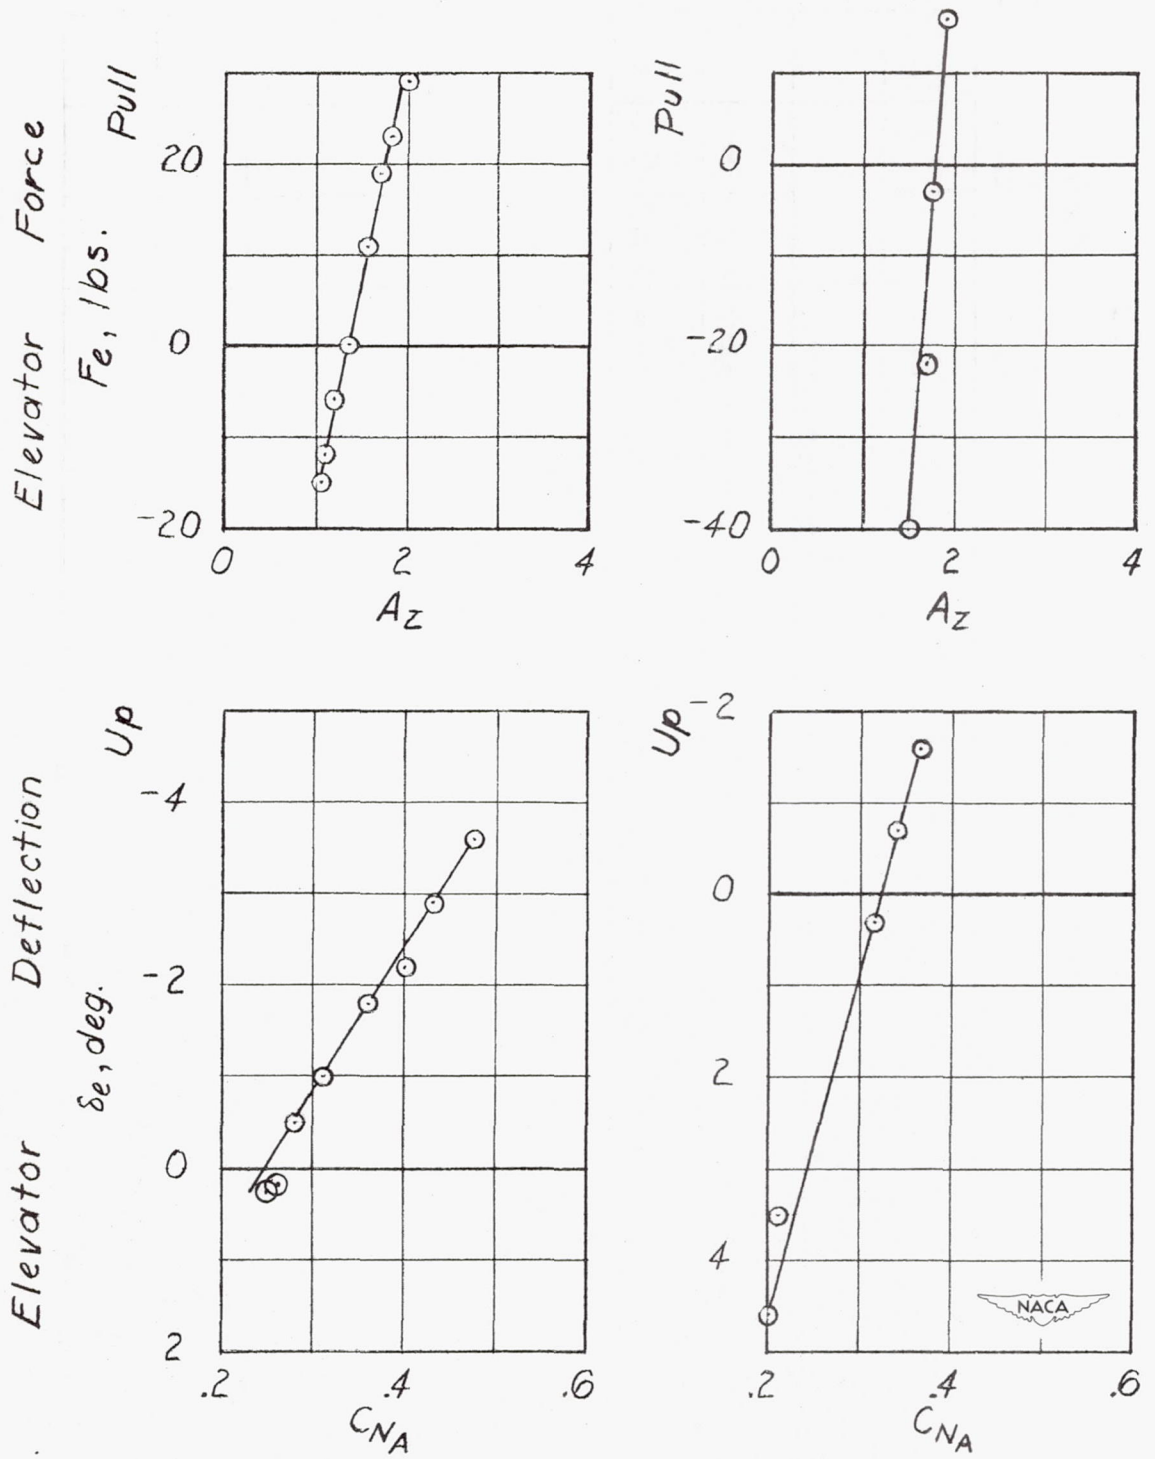 Elevator Force
Fe, lbs.
Pull
20
0
-20
0 2 4
Az
Pull
0
-20
-40
0 2 4
Az
Elevator Deflection
δe, deg.
Up
-4
-2
0
2
.2 .4 .6
CNA
Up
-2
0
2
4
.2 .4 .6
CNA
NACA